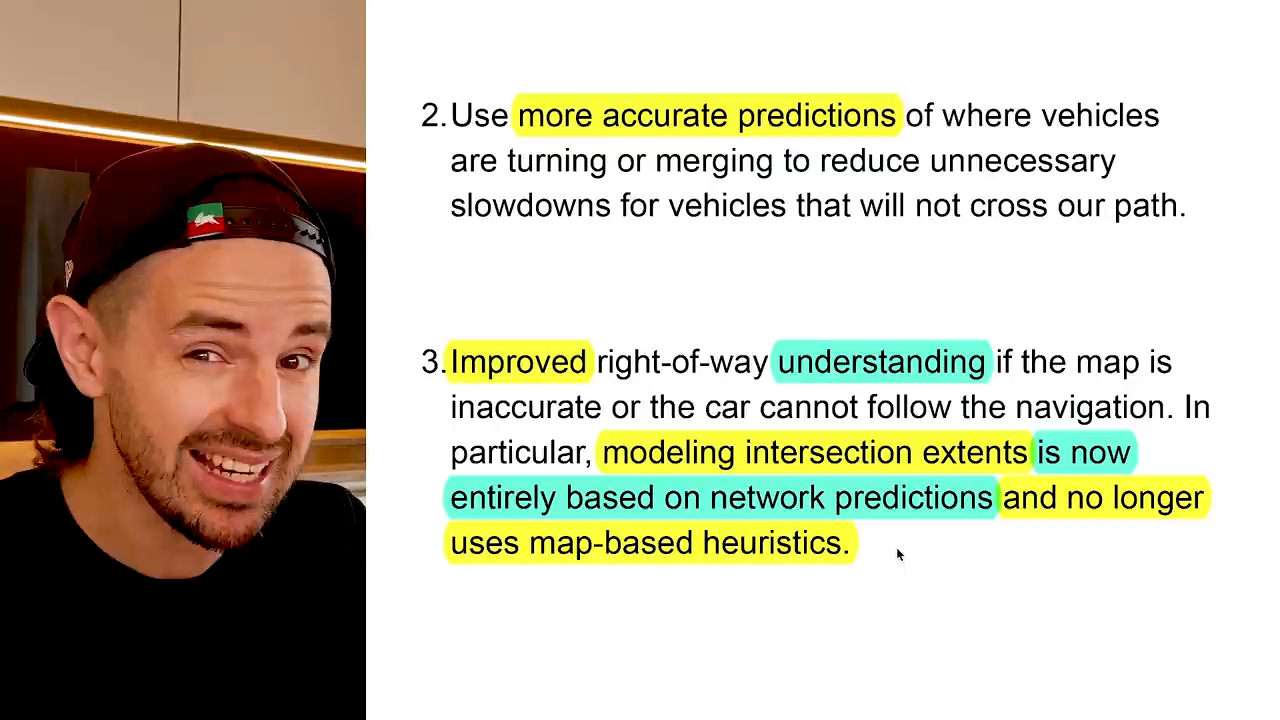 2. Use more accurate predictions of where vehicles
are turning or merging to reduce unnecessary
slowdowns for vehicles that will not cross our path.
3. Improved right-of-way understanding if the map is
inaccurate or the car cannot follow the navigation. In
particular, modeling intersection extents is now
entirely based on network predictions and no longer
uses map-based heuristics.